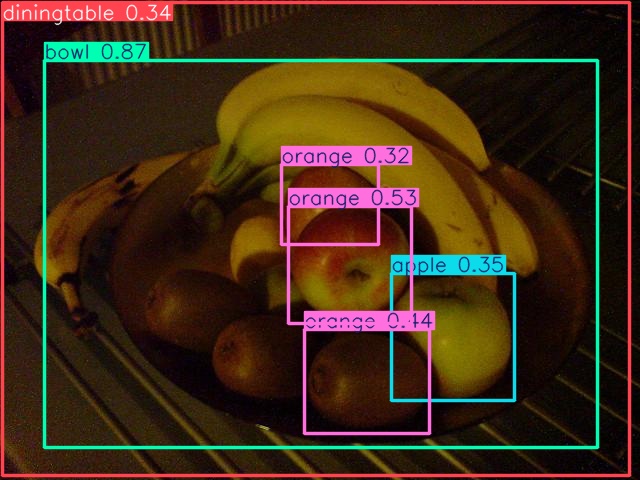 diningtable 0.34
bowl 0.87
orange 0.32
orange 0.53
apple 0.35
orange 0.44